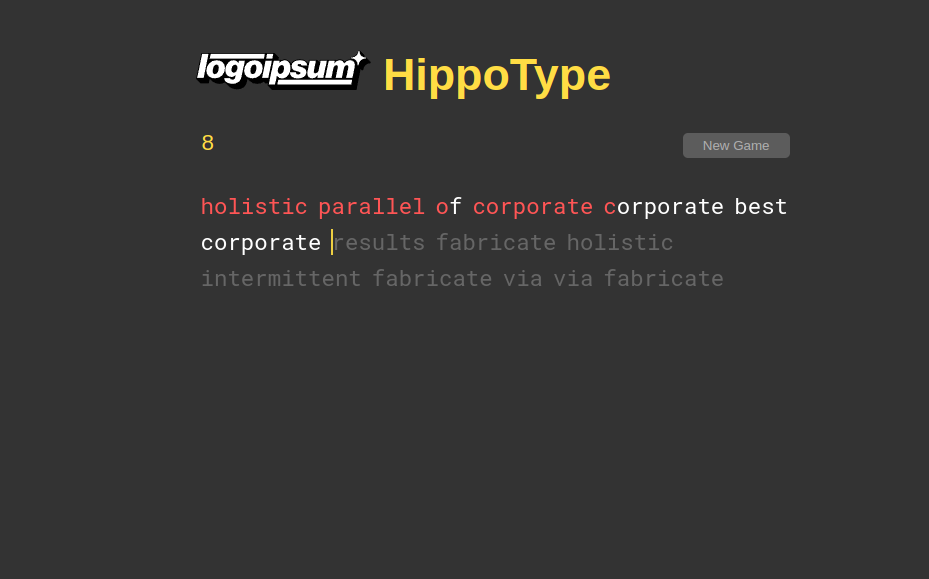 logoipsum HippoType
8 New Game
holistic parallel of corporate corporate best
corporate results fabricate holistic
intermittent fabricate via via fabricate